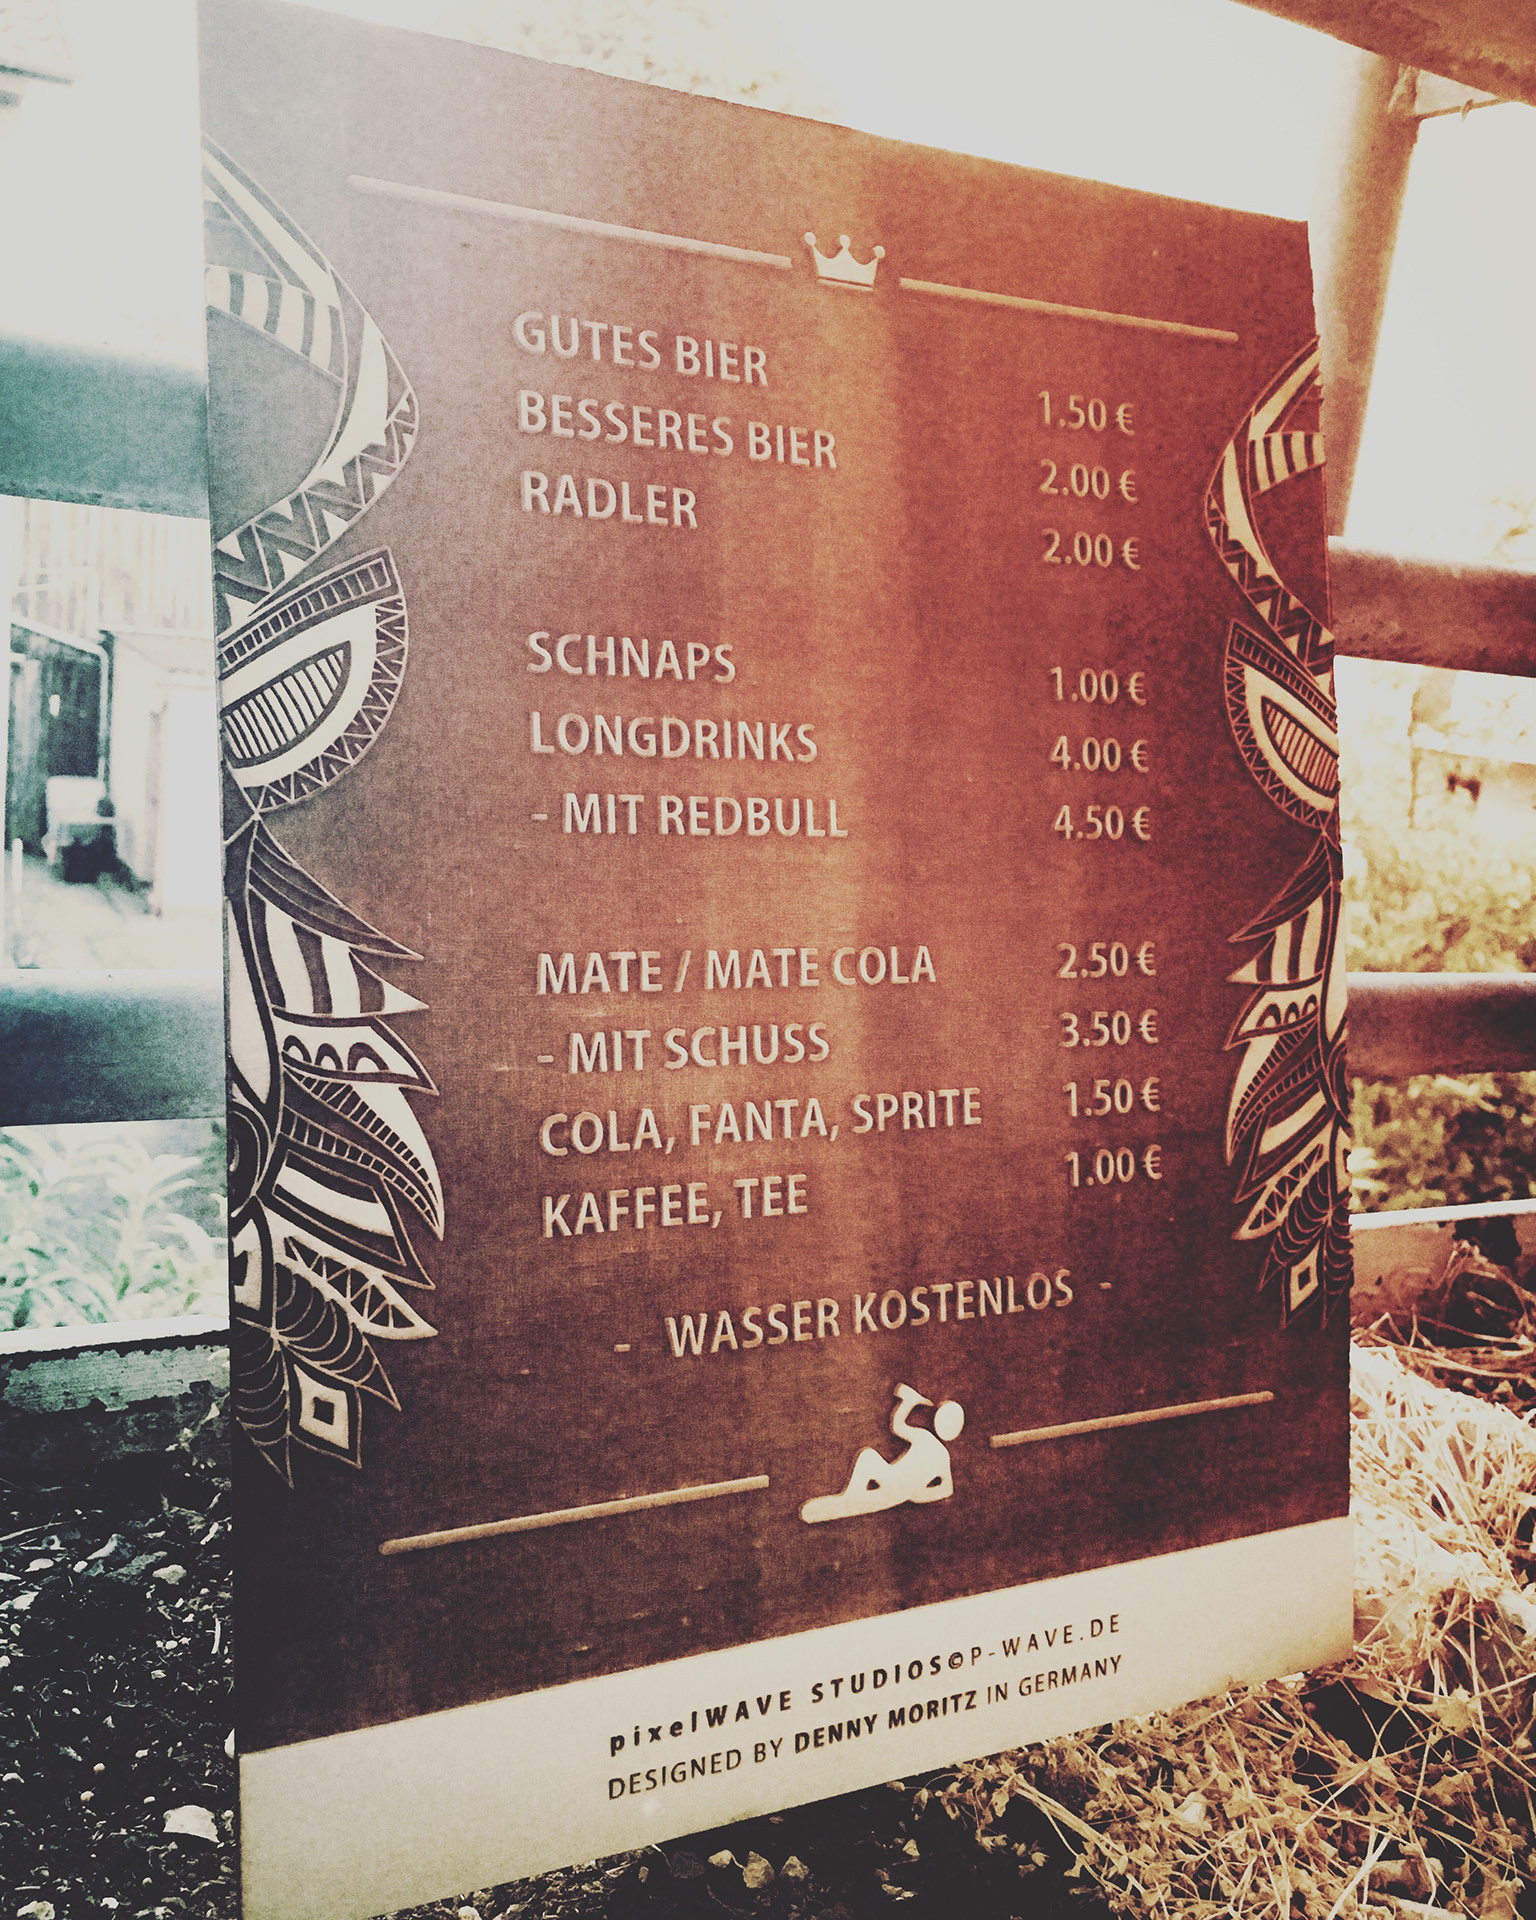 GUTES BIER 1.50 €
BESSERES BIER 2.00 €
RADLER 2.00 €
SCHNAPS 1.00 €
LONGDRINKS 4.00 €
- MIT REDBULL 4.50 €
MATE / MATE COLA 2.50 €
- MIT SCHUSS 3.50 €
COLA, FANTA, SPRITE 1.50 €
KAFFEE, TEE 1.00 €
- WASSER KOSTENLOS -
pixelWAVE STUDIOS©P-WAVE.DE
DESIGNED BY DENNY MORITZ IN GERMANY